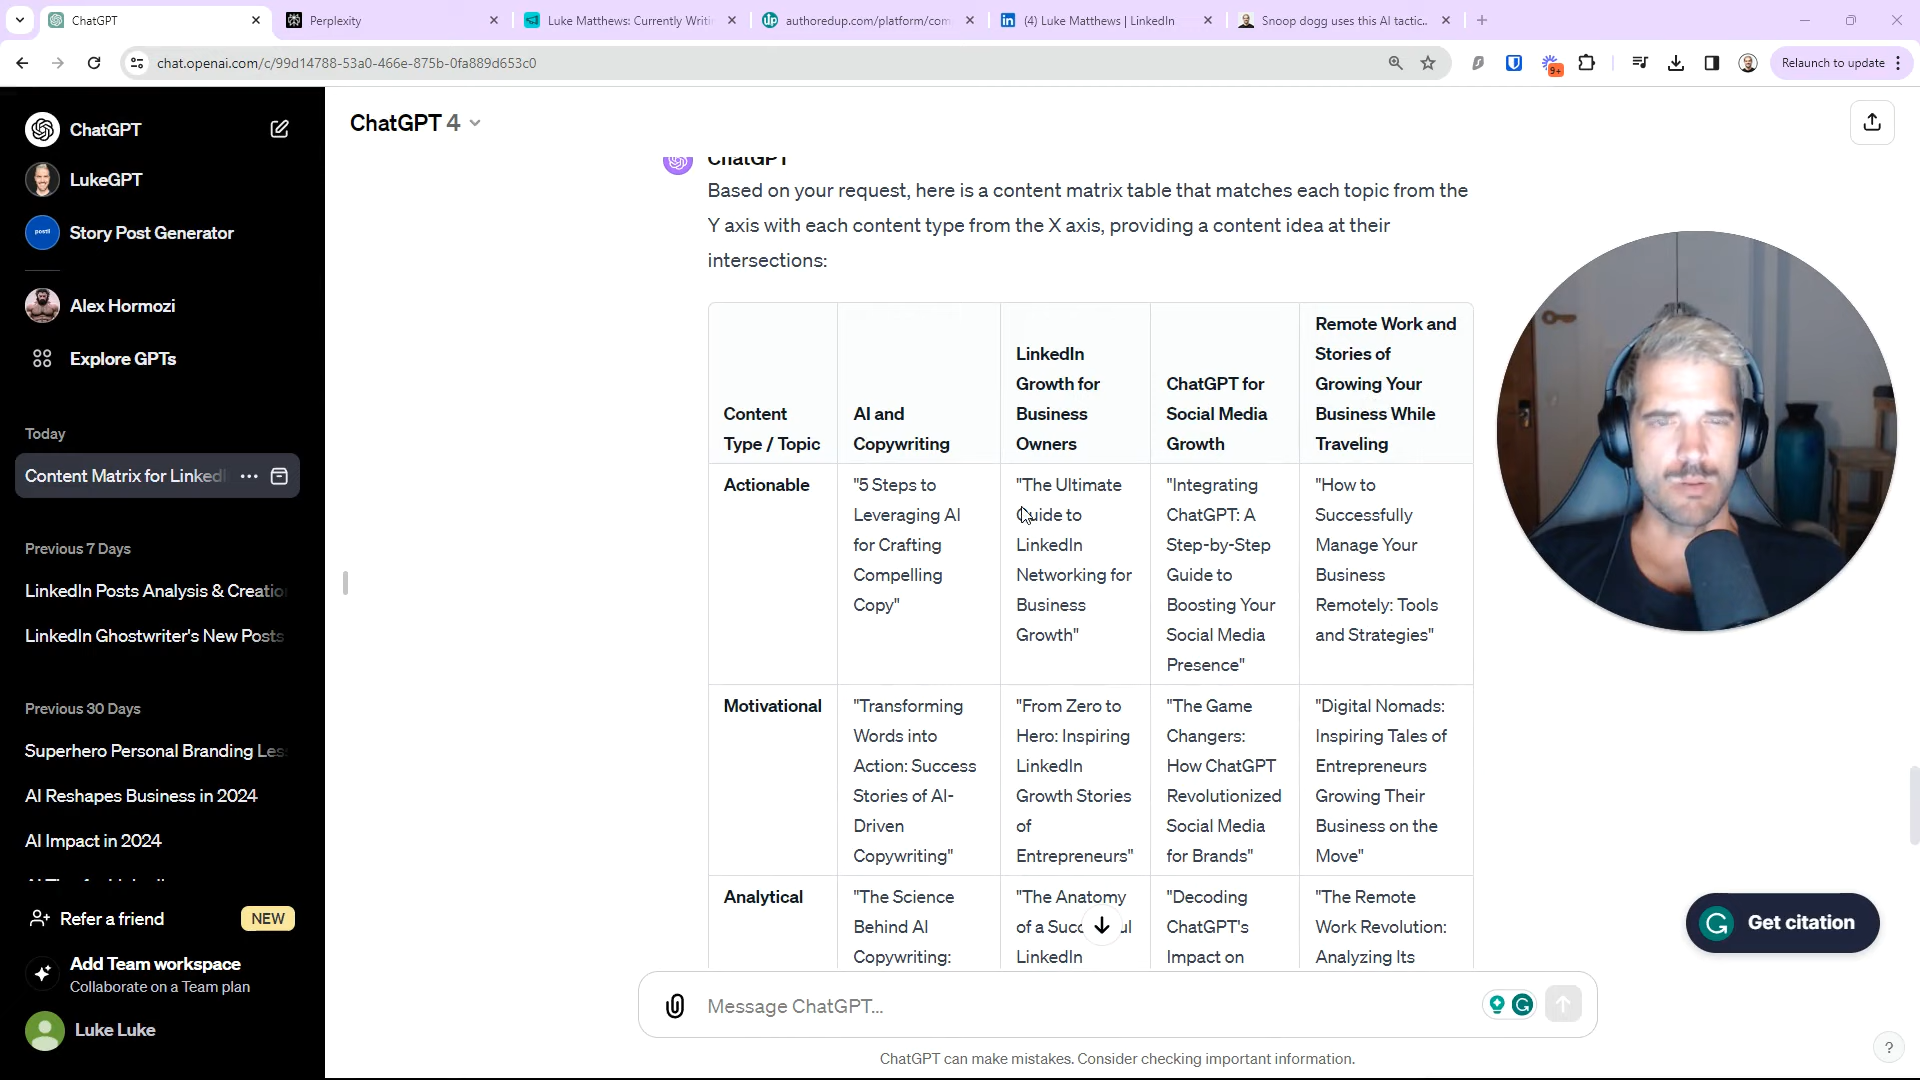 ChatGPT
Perplexity
Luke Matthews: Currently Writi
authoredup.com/platform/com
(4) Luke Matthews | LinkedIn
Snoop dogg uses this AI tactic..
chat.openai.com/c/99d14788-53a0-466e-875b-0fa889d653c0
9+
Relaunch to update
ChatGPT
LukeGPT
postli
Story Post Generator
Alex Hormozi
Explore GPTs
Today
Content Matrix for LinkedI
Previous 7 Days
LinkedIn Posts Analysis & Creation
LinkedIn Ghostwriter's New Posts
Previous 30 Days
Superhero Personal Branding Les
AI Reshapes Business in 2024
AI Impact in 2024
Refer a friend
NEW
Add Team workspace
Collaborate on a Team plan
Luke Luke
ChatGPT 4
ChatGPT
Based on your request, here is a content matrix table that matches each topic from the
Y axis with each content type from the X axis, providing a content idea at their
intersections:
Content
Type / Topic
AI and
Copywriting
LinkedIn
Growth for
Business
Owners
ChatGPT for
Social Media
Growth
Remote Work and
Stories of
Growing Your
Business While
Traveling
Actionable
"5 Steps to
Leveraging AI
for Crafting
Compelling
Copy"
"The Ultimate
Guide to
LinkedIn
Networking for
Business
Growth"
"Integrating
ChatGPT: A
Step-by-Step
Guide to
Boosting Your
Social Media
Presence"
"How to
Successfully
Manage Your
Business
Remotely: Tools
and Strategies"
Motivational
"Transforming
Words into
Action: Success
Stories of AI-
Driven
Copywriting"
"From Zero to
Hero: Inspiring
LinkedIn
Growth Stories
of
Entrepreneurs"
"The Game
Changers:
How ChatGPT
Revolutionized
Social Media
for Brands"
"Digital Nomads:
Inspiring Tales of
Entrepreneurs
Growing Their
Business on the
Move"
Analytical
"The Science
Behind AI
Copywriting:
"The Anatomy
of a
LinkedIn
"Decoding
ChatGPT's
Impact on
"The Remote
Work Revolution:
Analyzing Its
Get citation
Message ChatGPT...
ChatGPT can make mistakes. Consider checking important information.
?